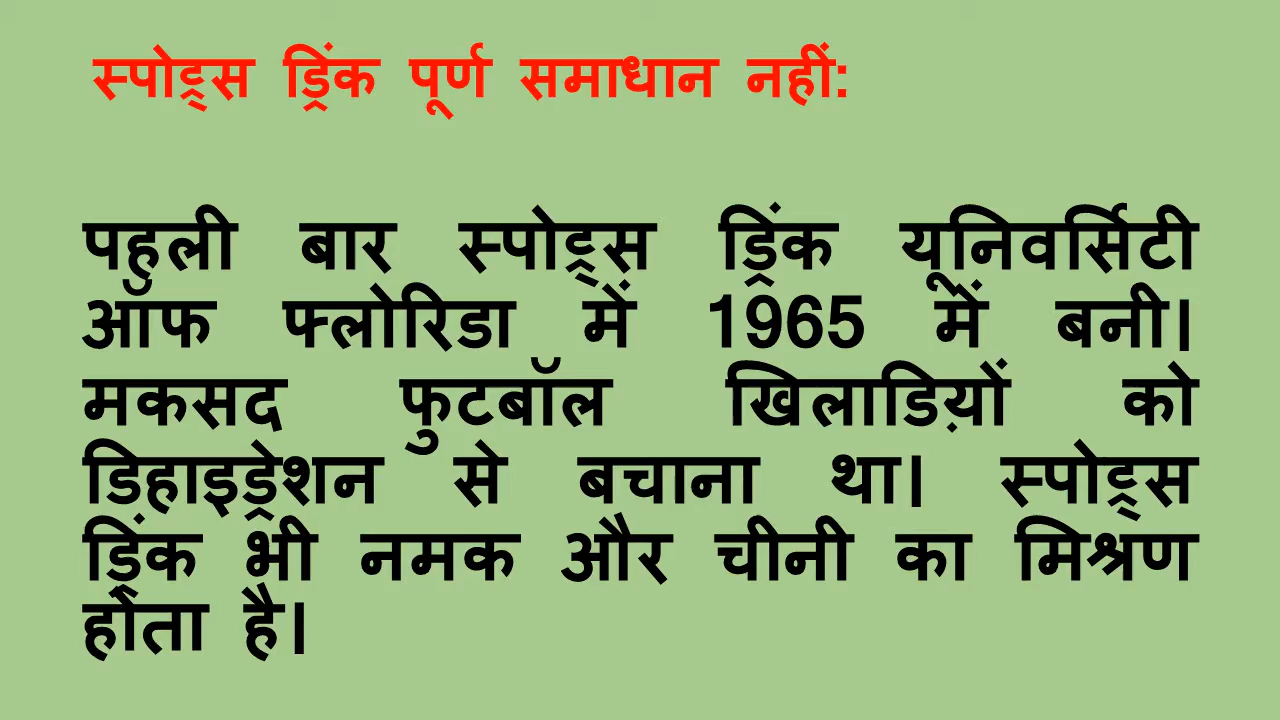 स्पोड्र्स ड्रिंक पूर्ण समाधान नहीं:
पहली बार स्पोड्र्स ड्रिंक यूनिवर्सिटी
ऑफ फ्लोरिडा में 1965 में बनी।
मकसद फुटबॉल खिलाडिय़ों को
डिहाइड्रेशन से बचाना था। स्पोड्र्स
ड्रिंक भी नमक और चीनी का मिश्रण
होता है।